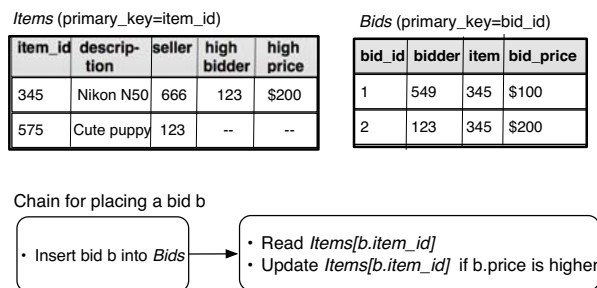 Items (primary_key=item_id)
item_id descrip-tion seller high bidder high price
345 Nikon N50 666 123 $200
575 Cute puppy 123 -- --
Bids (primary_key=bid_id)
bid_id bidder item bid_price
1 549 345 $100
2 123 345 $200
Chain for placing a bid b
• Insert bid b into Bids
• Read Items[b.item_id]
• Update Items[b.item_id] if b.price is higher